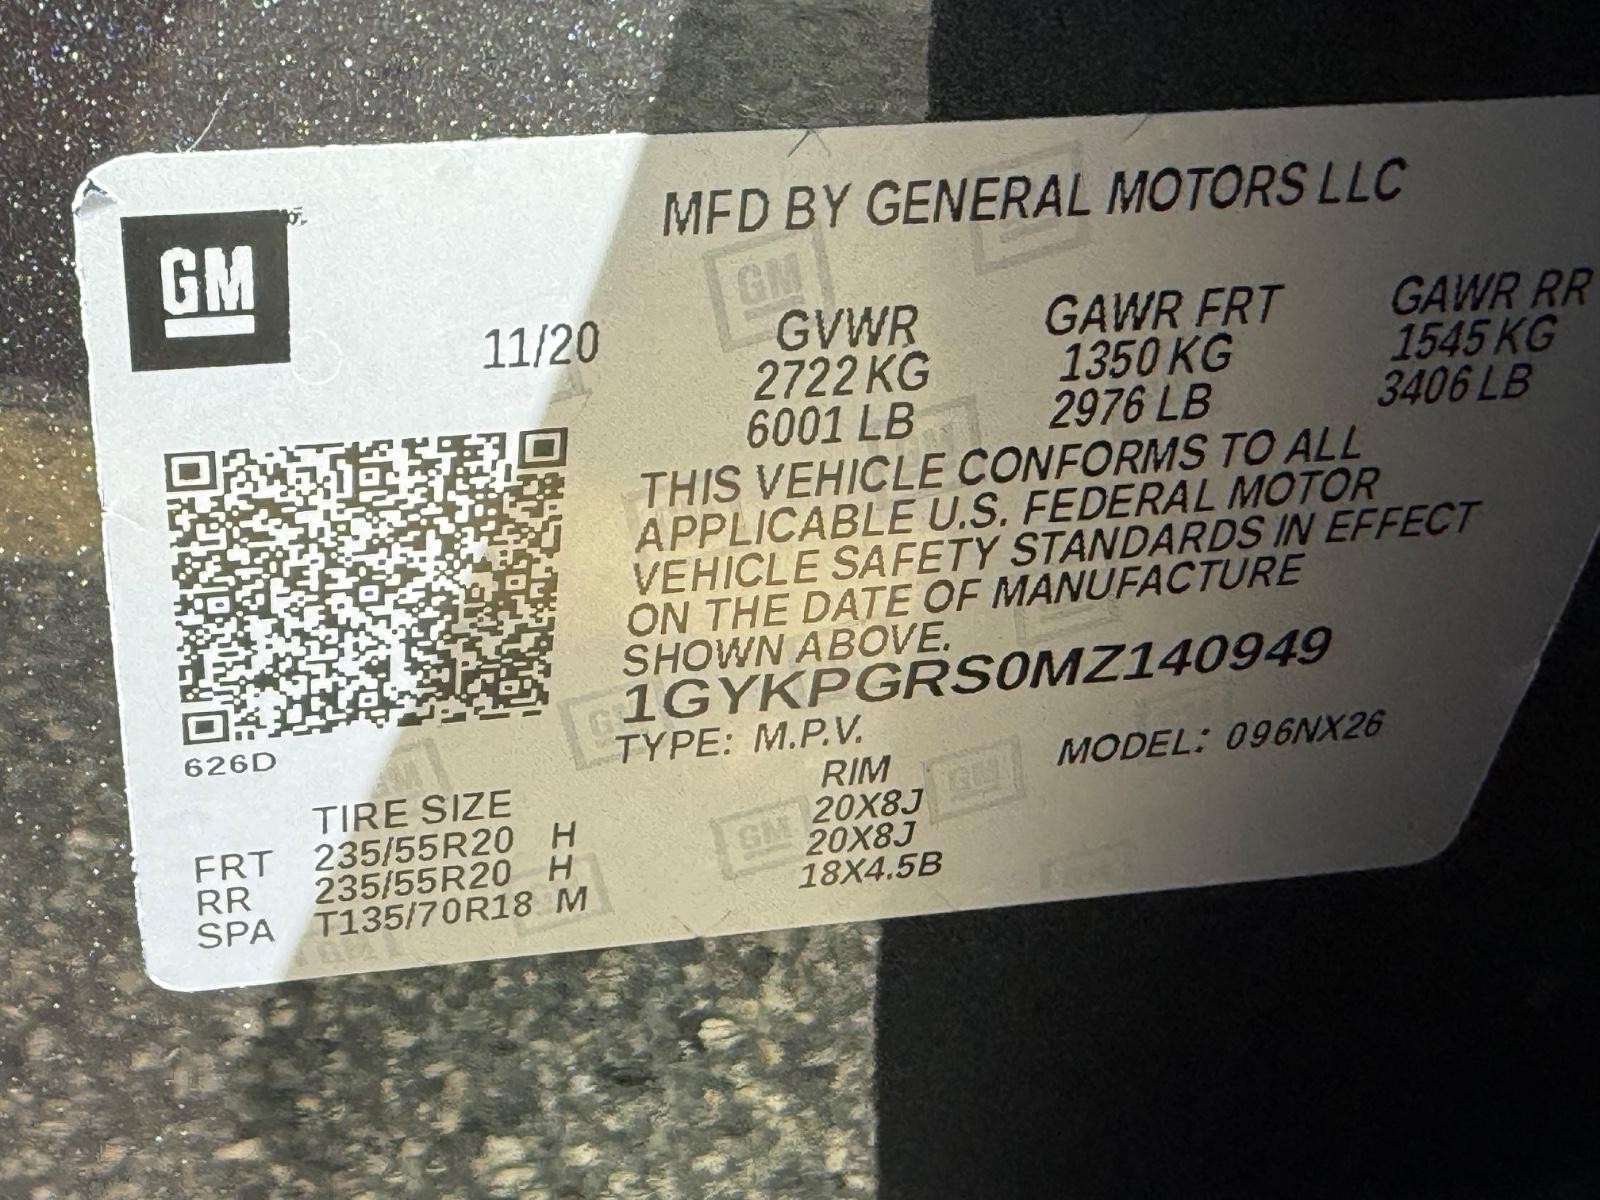 GM
MFD BY GENERAL MOTORS LLC
11/20
GVWR GAWR FRT GAWR RR
2722 KG 1350 KG 1545 KG
6001 LB 2976 LB 3406 LB
THIS VEHICLE CONFORMS TO ALL
APPLICABLE U.S. FEDERAL MOTOR
VEHICLE SAFETY STANDARDS IN EFFECT
ON THE DATE OF MANUFACTURE
SHOWN ABOVE.
1GYKPGRS0MZ140949
TYPE: M.P.V. MODEL: 096NX26
626D
TIRE SIZE RIM
FRT 235/55R20 H 20X8J
RR 235/55R20 H 20X8J
SPA T135/70R18 M 18X4.5B